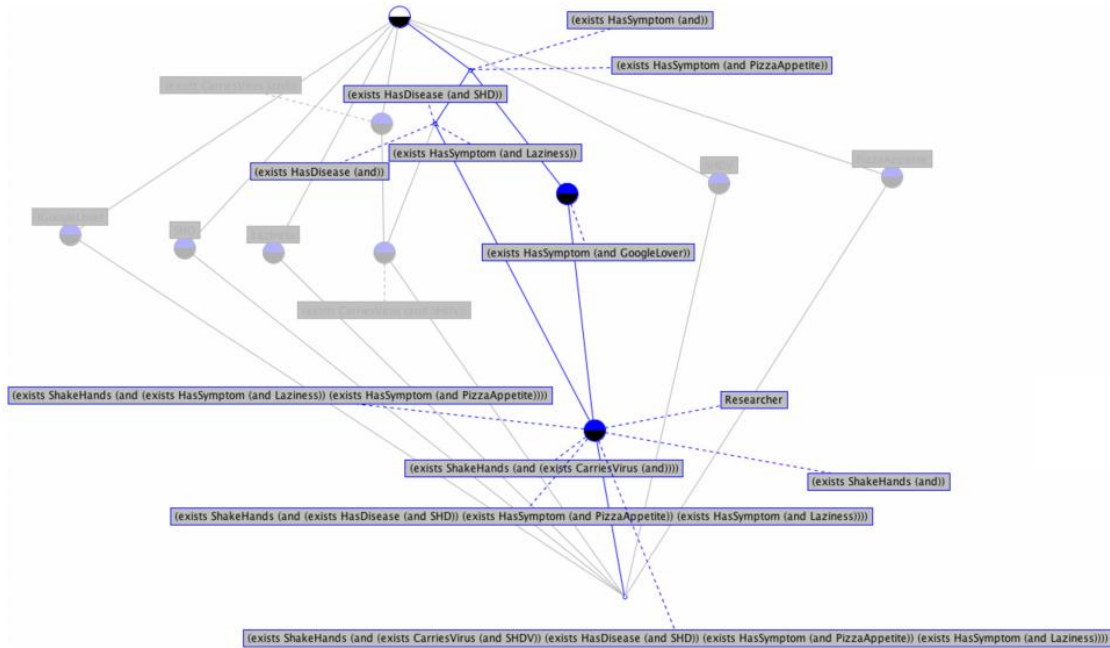 (exists HasSymptom (and))
(exists HasSymptom (and PizzaAppetite))
(exists HasDisease (and SHD))
(exists HasSymptom (and Laziness))
(exists HasDisease (and))
SHDV
PizzaAppetite
(exists HasSymptom (and GoogleLover))
(exists ShakeHands (and (exists HasSymptom (and Laziness)) (exists HasSymptom (and PizzaAppetite))))
Researcher
(exists ShakeHands (and (exists CarriesVirus (and))))
(exists ShakeHands (and))
(exists ShakeHands (and (exists HasDisease (and SHD)) (exists HasSymptom (and PizzaAppetite)) (exists HasSymptom (and Laziness))))
(exists ShakeHands (and (exists CarriesVirus (and SHDV)) (exists HasDisease (and SHD)) (exists HasSymptom (and PizzaAppetite)) (exists HasSymptom (and Laziness))))